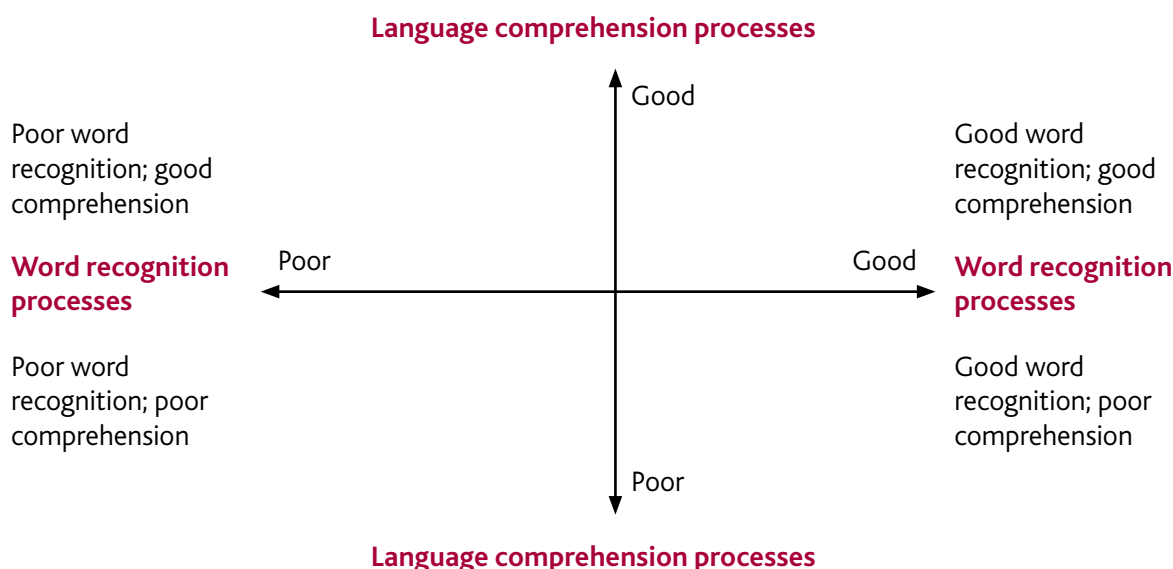 Language comprehension processes
Good
Poor word
recognition; good
comprehension
Good word
recognition; good
comprehension
Word recognition
processes
Poor
Good
Word recognition
processes
Poor word
recognition; poor
comprehension
Good word
recognition; poor
comprehension
Poor
Language comprehension processes